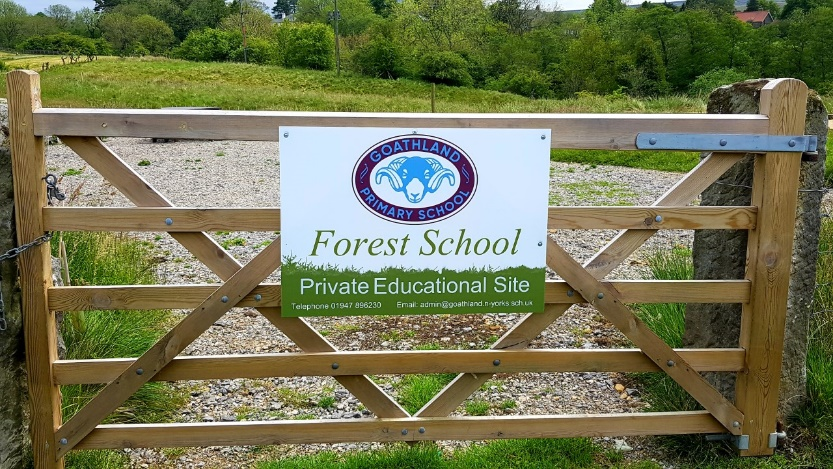 GOATHLAND
PRIMARY SCHOOL
Forest School
Private Educational Site
Telephone 01947 896230 Email: admin@goathland.n-yorks.sch.uk